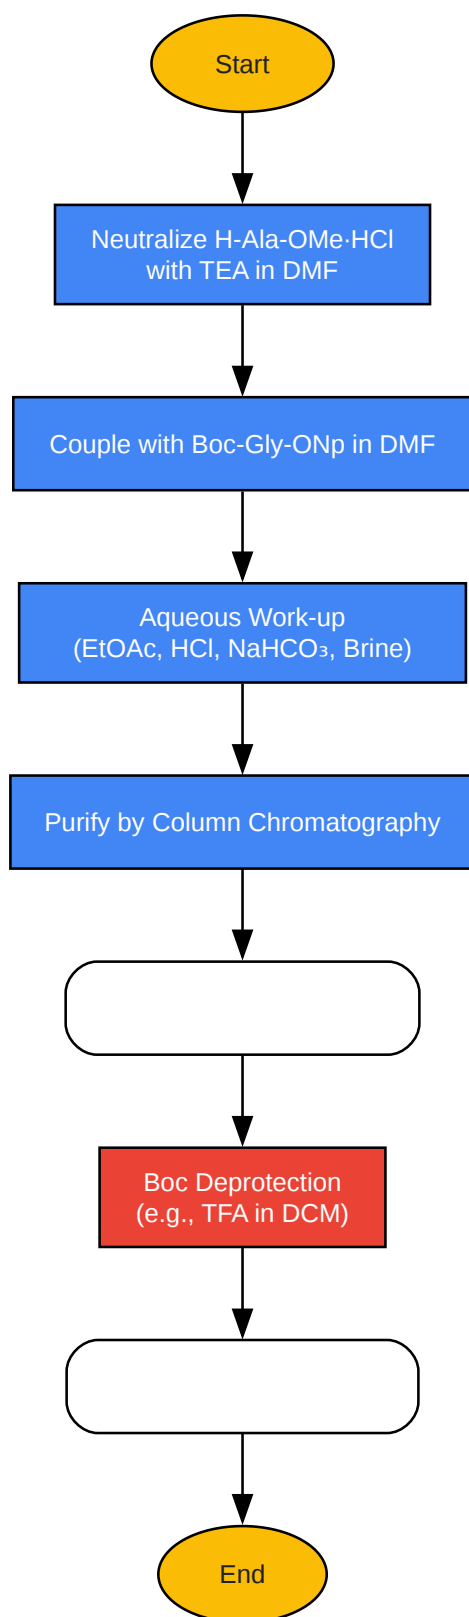 Start
Neutralize H-Ala-OMe·HCl
with TEA in DMF
Couple with Boc-Gly-ONp in DMF
Aqueous Work-up
(EtOAc, HCl, NaHCO₃, Brine)
Purify by Column Chromatography
Boc Deprotection
(e.g., TFA in DCM)
End